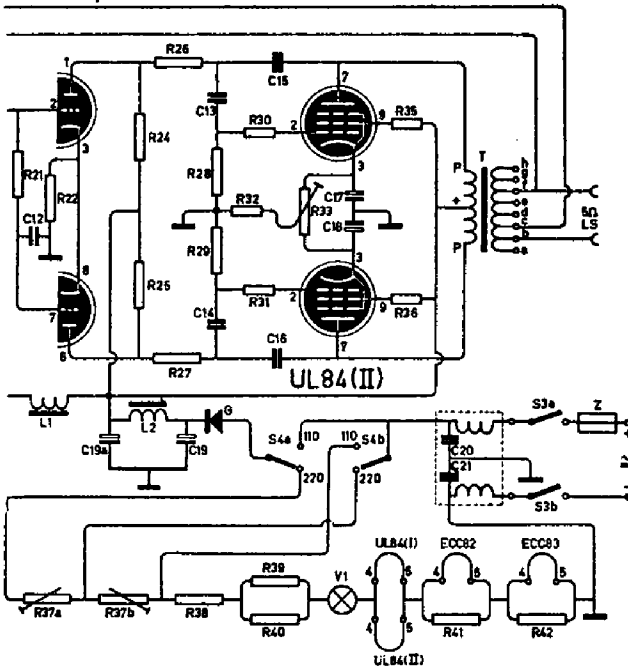 R26
C15
1
7
2
C13
R30
2
9
R35
3
R24
R21
R22
R28
3
P
T
h
g
f
e
d
c
b
a
C12
R32
R33
C17
C18
+
5Ω
LS
R29
R25
8
3
P
7
6
C14
R31
2
9
R36
R27
C16
7
UL84(II)
L1
L2
G
C19a
C19
S4a
110
220
110
S4b
220
C20
C21
S3a
Z
+
~
−
S3b
UL84(I)
ECC82
ECC83
R37a
R37b
R38
R39
R40
V1
4
5
4
5
4
5
R41
4
5
R42
UL84(II)